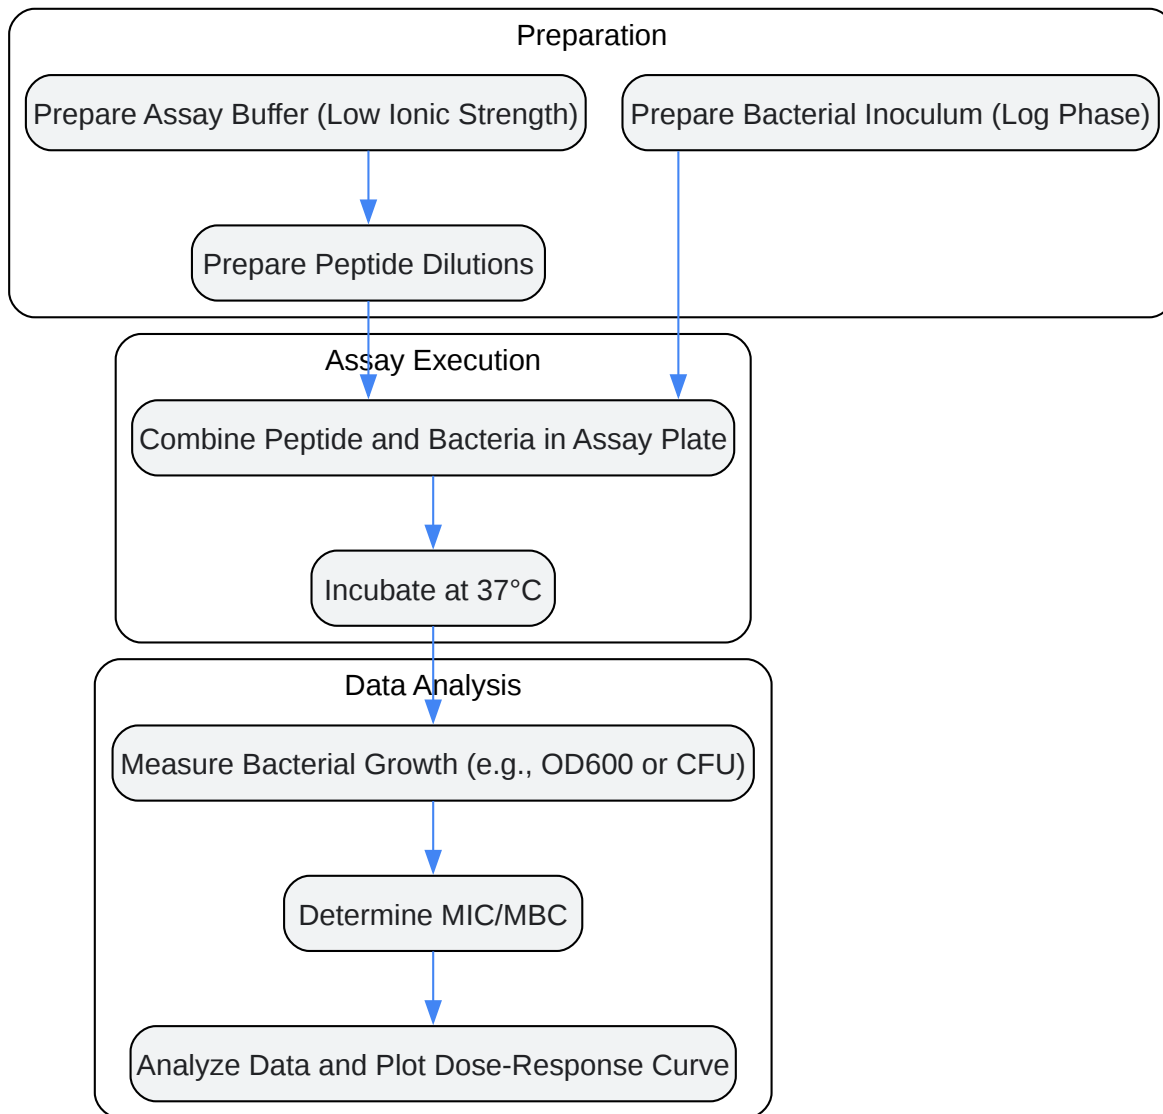 Preparation
Prepare Assay Buffer (Low Ionic Strength)
Prepare Bacterial Inoculum (Log Phase)
Prepare Peptide Dilutions
Assay Execution
Combine Peptide and Bacteria in Assay Plate
Incubate at 37°C
Data Analysis
Measure Bacterial Growth (e.g., OD600 or CFU)
Determine MIC/MBC
Analyze Data and Plot Dose-Response Curve